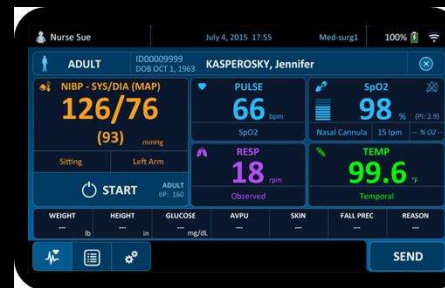 Nurse Sue July 4, 2015 17:55 Med-surg1 100%
ADULT ID00009999 DOB OCT 1, 1963 KASPEROSKY, Jennifer
NIBP - SYS/DIA (MAP) PULSE SpO2
126/76 66 bpm 98 % (PI: 2.9)
(93) mmHg SpO2 Nasal Cannula 15 lpm -- % O2 --
RESP TEMP
Sitting Left Arm 18 rpm 99.6 °F
START ADULT IIP: 160 Observed Temporal
WEIGHT HEIGHT GLUCOSE AVPU SKIN FALL PREC REASON
--- lb --- in --- mg/dL --- --- --- ---
SEND